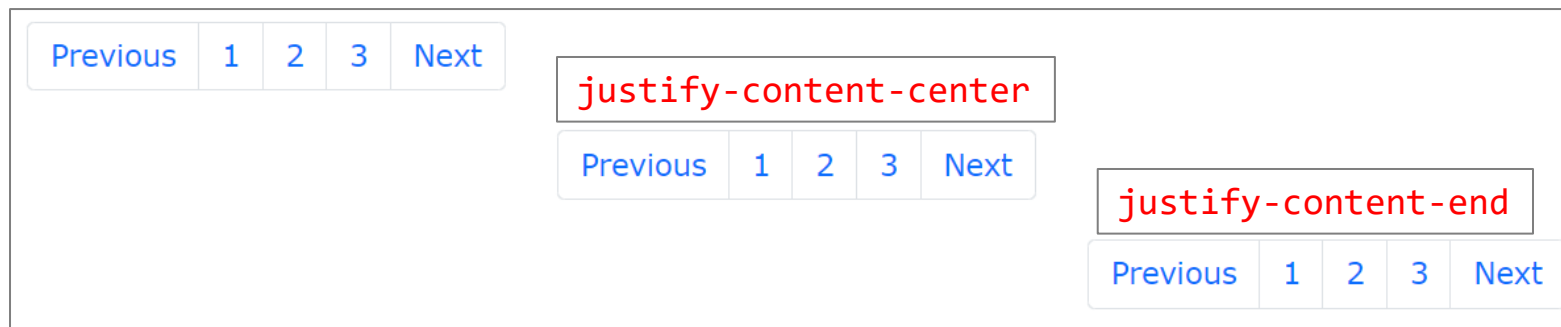 Previous 1 2 3 Next
justify-content-center
Previous 1 2 3 Next
justify-content-end
Previous 1 2 3 Next